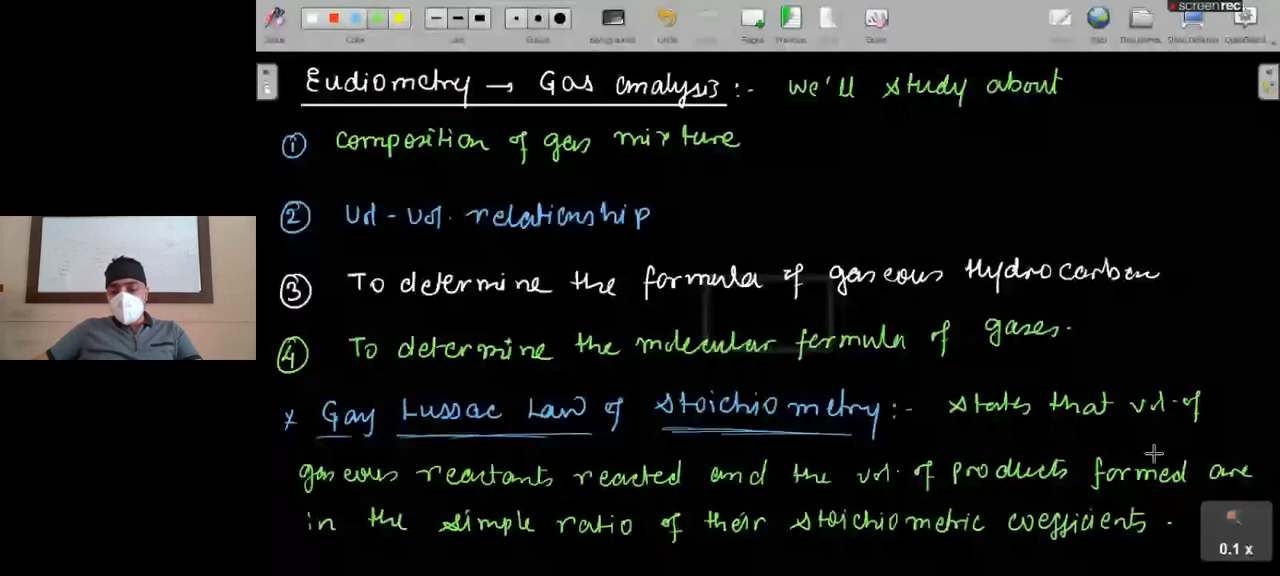 screen rec
Eudiometry → Gas analysis :- we'll study about
① composition of gas mixture
② Vol - vol. relationship
③ To determine the formula of gaseous Hydrocarbon
④ To determine the molecular formula of gases.
x Gay Lussac Law of Stoichiometry :- states that vol. of
gaseous reactants reacted and the vol. of products formed are
in the simple ratio of their stoichiometric coefficients .
0.1 x